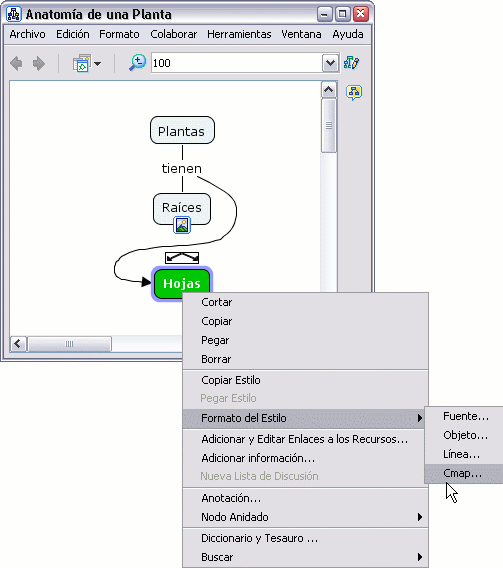 Anatomía de una Planta
Archivo Edición Formato Colaborar Herramientas Ventana Ayuda
100
Plantas
tienen
Raíces
Hojas
Cortar
Copiar
Pegar
Borrar
Copiar Estilo
Pegar Estilo
Formato del Estilo
Fuente...
Objeto...
Línea...
Cmap...
Adicionar y Editar Enlaces a los Recursos...
Adicionar información...
Nueva Lista de Discusión
Anotación...
Nodo Anidado
Diccionario y Tesauro ...
Buscar